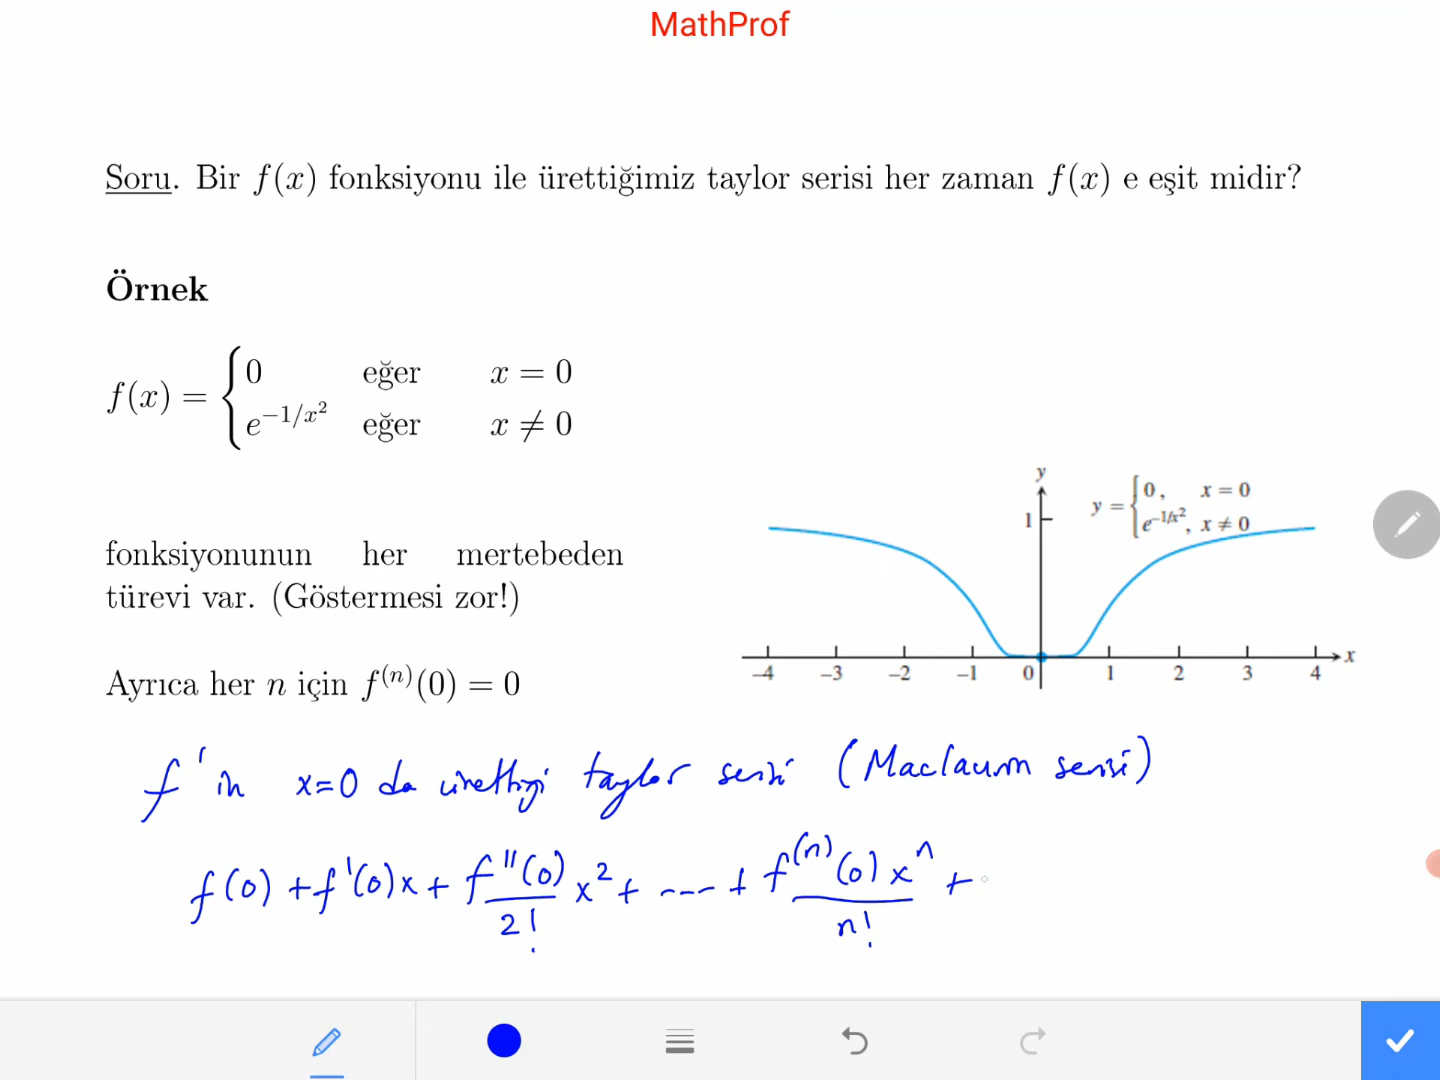 MathProf
Soru. Bir f(x) fonksiyonu ile ürettiğimiz taylor serisi her zaman f(x) e eşit midir?
Örnek
f(x) = { 0 eğer x = 0
e^{-1/x^2} eğer x ≠ 0
fonksiyonunun her mertebeden
türevi var. (Göstermesi zor!)
Ayrıca her n için f^{(n)}(0) = 0
y
1
y = { 0, x = 0
e^{-1/x^2}, x ≠ 0
-4 -3 -2 -1 0 1 2 3 4 x
f 'in x=0 da ürettiği taylor serisi (Maclaurin serisi)
f(0) + f'(0)x + f''(0)/2! x^2 + ---- + f^{(n)}(0) x^n/n! +